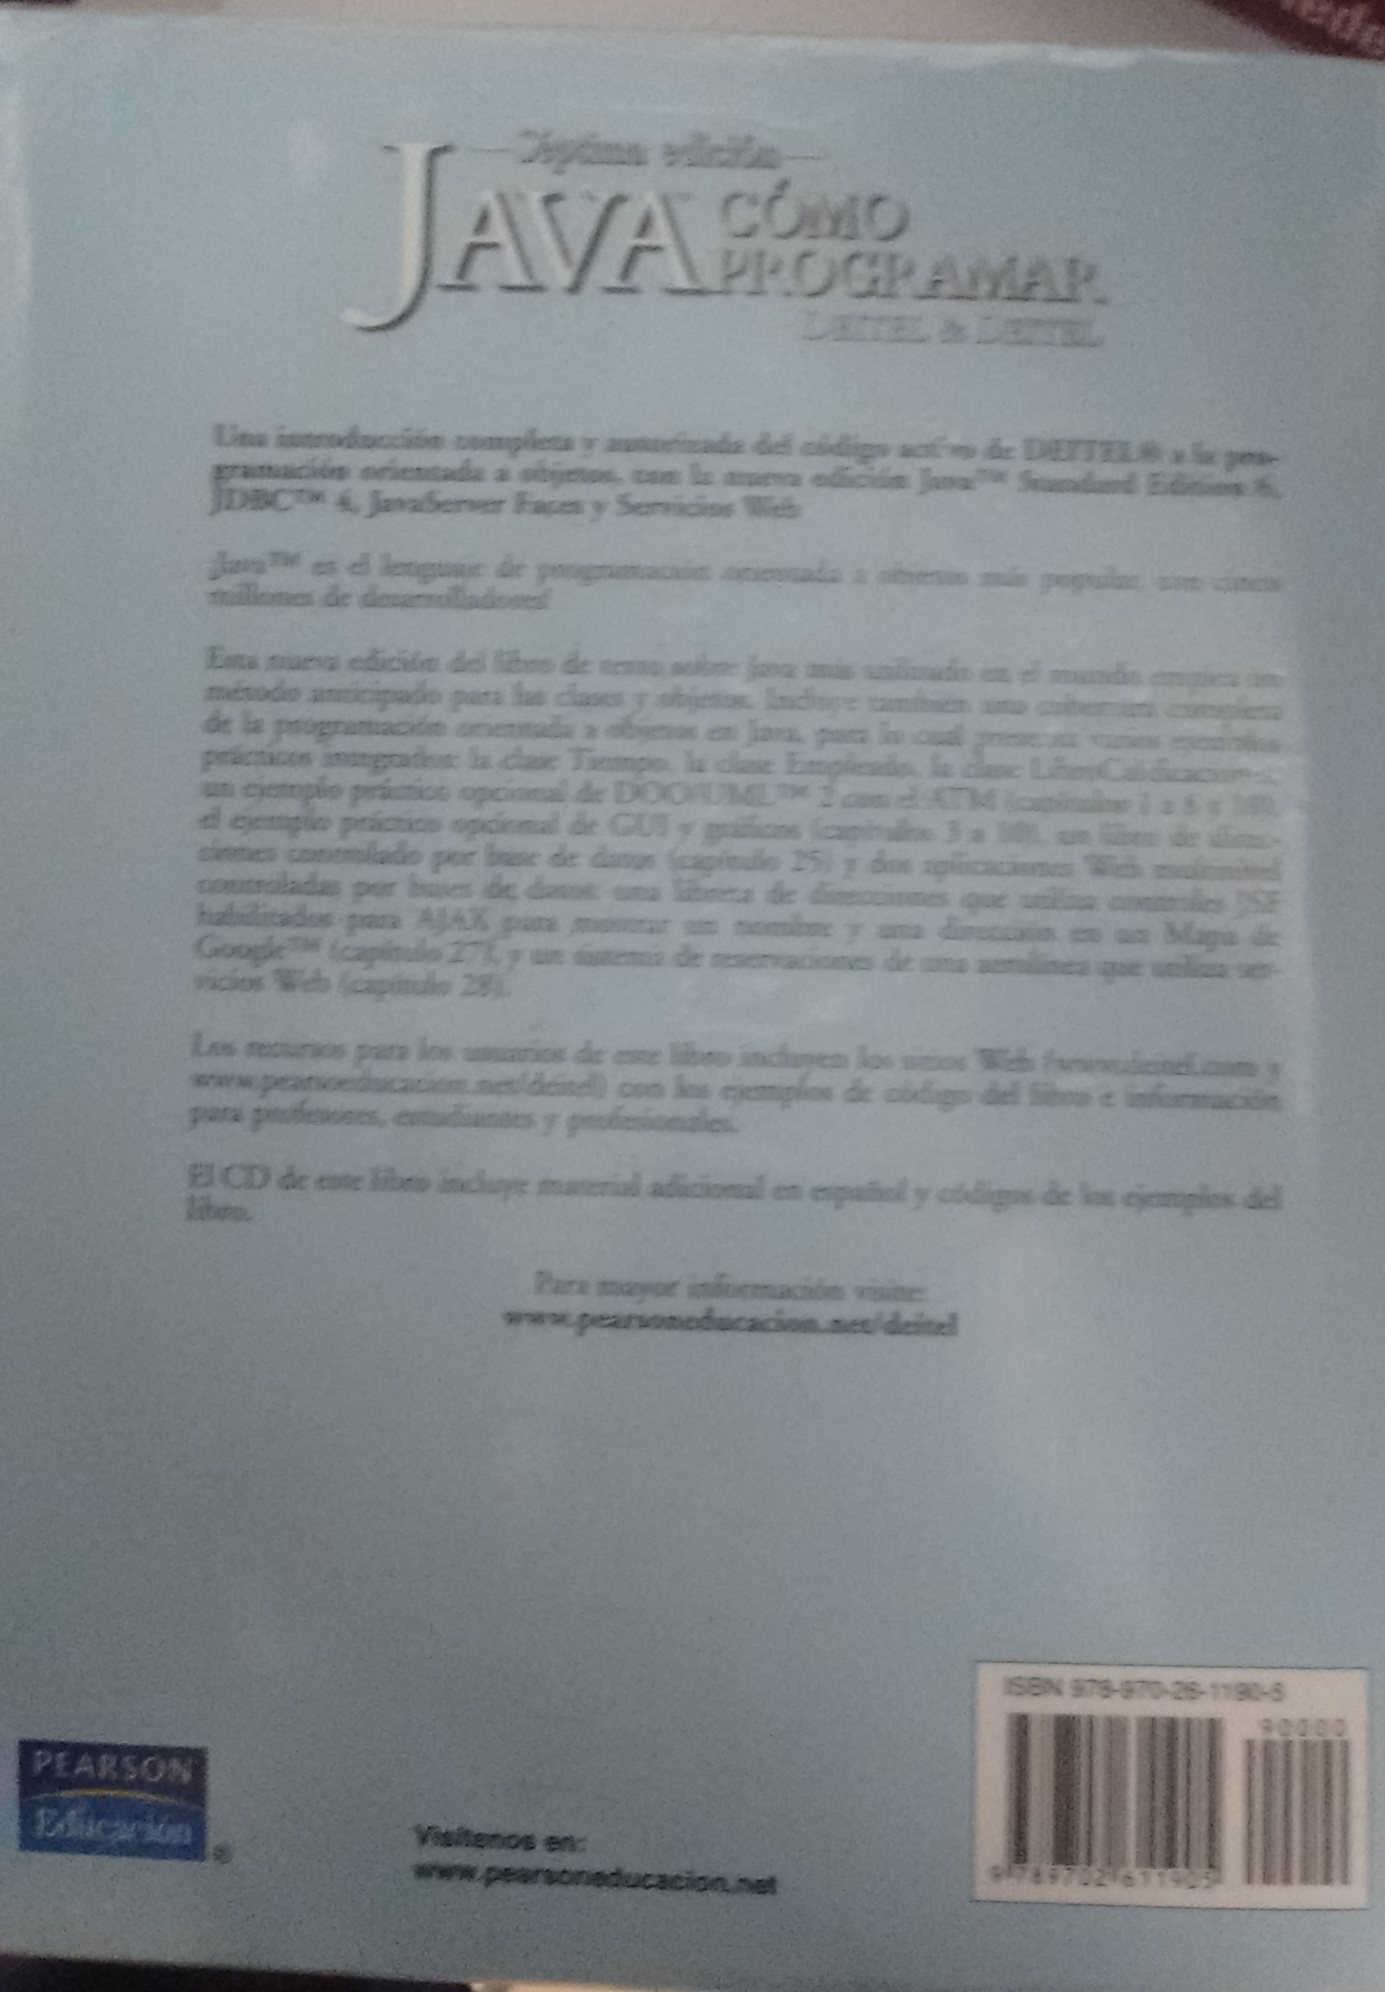 Séptima edición
JAVA CÓMO
PROGRAMAR
DEITEL & DEITEL
Una introducción completa y autorizada del código activo de DEITEL® a la pro-
gramación orientada a objetos, con la nueva edición Java™ Standard Edition 6,
JDBC™ 4, JavaServer Faces y Servicios Web
¡Java™ es el lenguaje de programación orientada a objetos más popular, con cinco
millones de desarrolladores!
Esta nueva edición del libro de texto sobre Java más utilizado en el mundo emplea un
método anticipado para las clases y objetos. Incluye también una cobertura completa
de la programación orientada a objetos en Java, para lo cual presenta varios ejemplos
prácticos integrados: la clase Tiempo, la clase Empleado, la clase LibroCalificaciones,
un ejemplo práctico opcional de DOO/UML™ 2 con el ATM (capítulos 1 a 8 y 10),
el ejemplo práctico opcional de GUI y gráficos (capítulos 3 a 10), un libro de direc-
ciones controlado por base de datos (capítulo 25) y dos aplicaciones Web multinivel
controladas por bases de datos: una libreta de direcciones que utiliza controles JSF
habilitados para AJAX para mostrar un nombre y una dirección en un Mapa de
Google™ (capítulo 27), y un sistema de reservaciones de una aerolínea que utiliza ser-
vicios Web (capítulo 28).
Los recursos para los usuarios de este libro incluyen los sitios Web (www.deitel.com y
www.pearsoneducacion.net/deitel) con los ejemplos de código del libro e información
para profesores, estudiantes y profesionales.
El CD de este libro incluye material adicional en español y códigos de los ejemplos del
libro.
Para mayor información visite:
www.pearsoneducacion.net/deitel
ISBN 978-970-26-1190-5
90000
9 789702 611905
PEARSON
Educación
®
Visítenos en:
www.pearsoneducacion.net